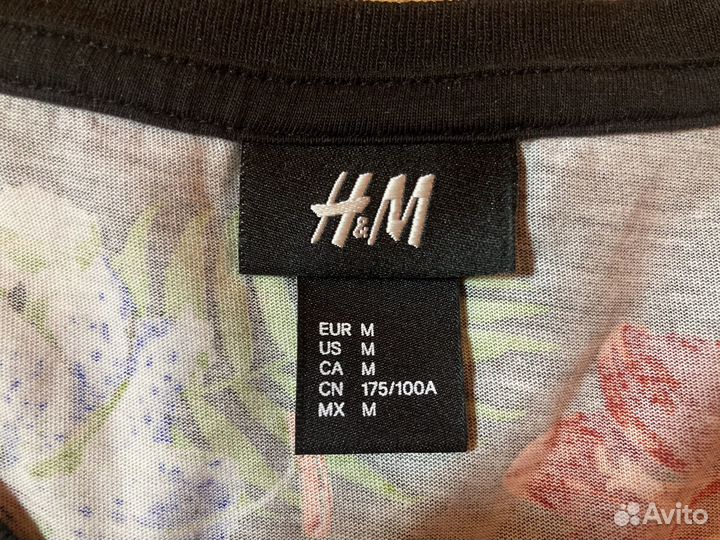 H&M
EUR M
US M
CA M
CN 175/100A
MX M
Avito